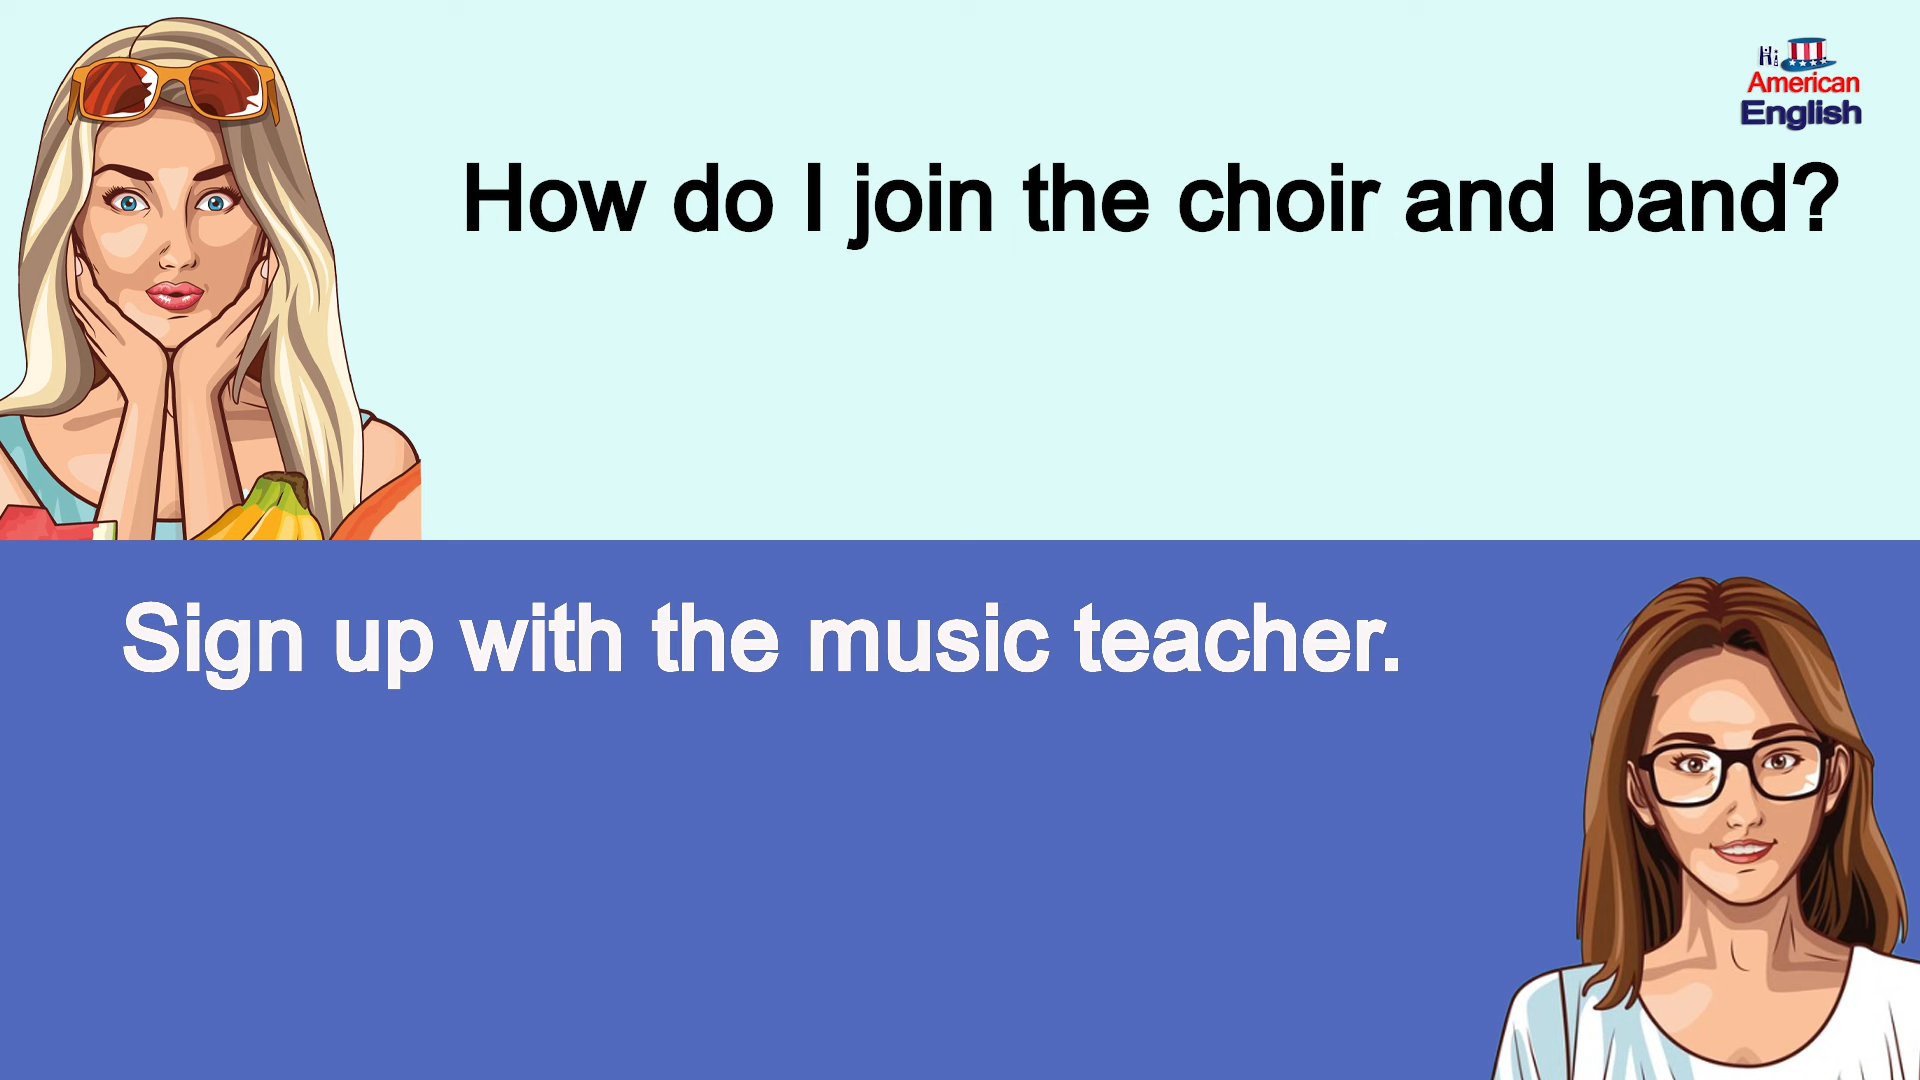 Hi
American
English
How do I join the choir and band?
Sign up with the music teacher.